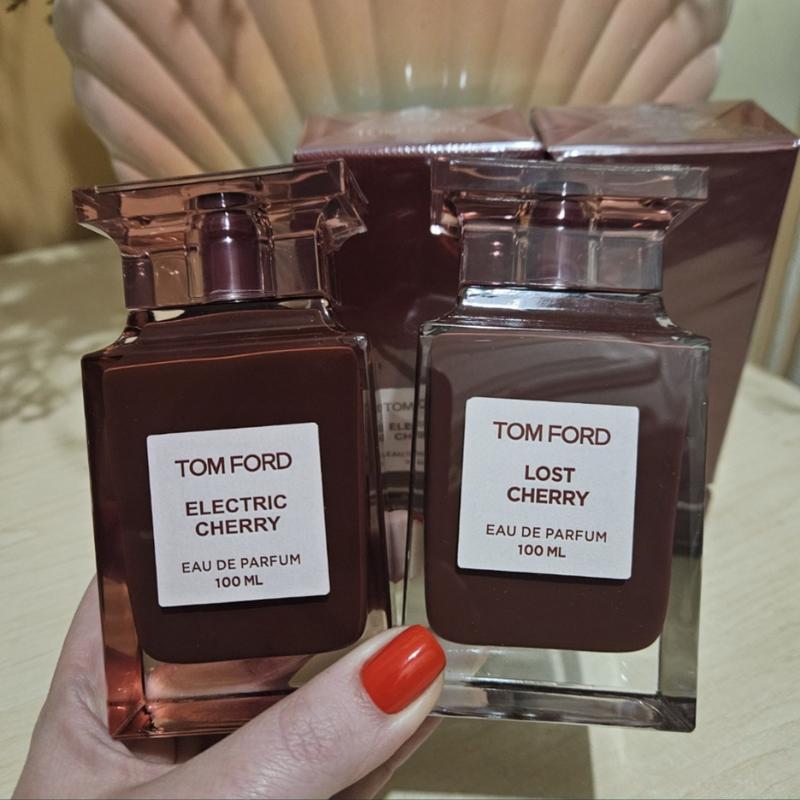 TOM FORD
ELECTRIC
CHERRY
EAU DE PARFUM
100 ML
TOM FORD
LOST
CHERRY
EAU DE PARFUM
100 ML